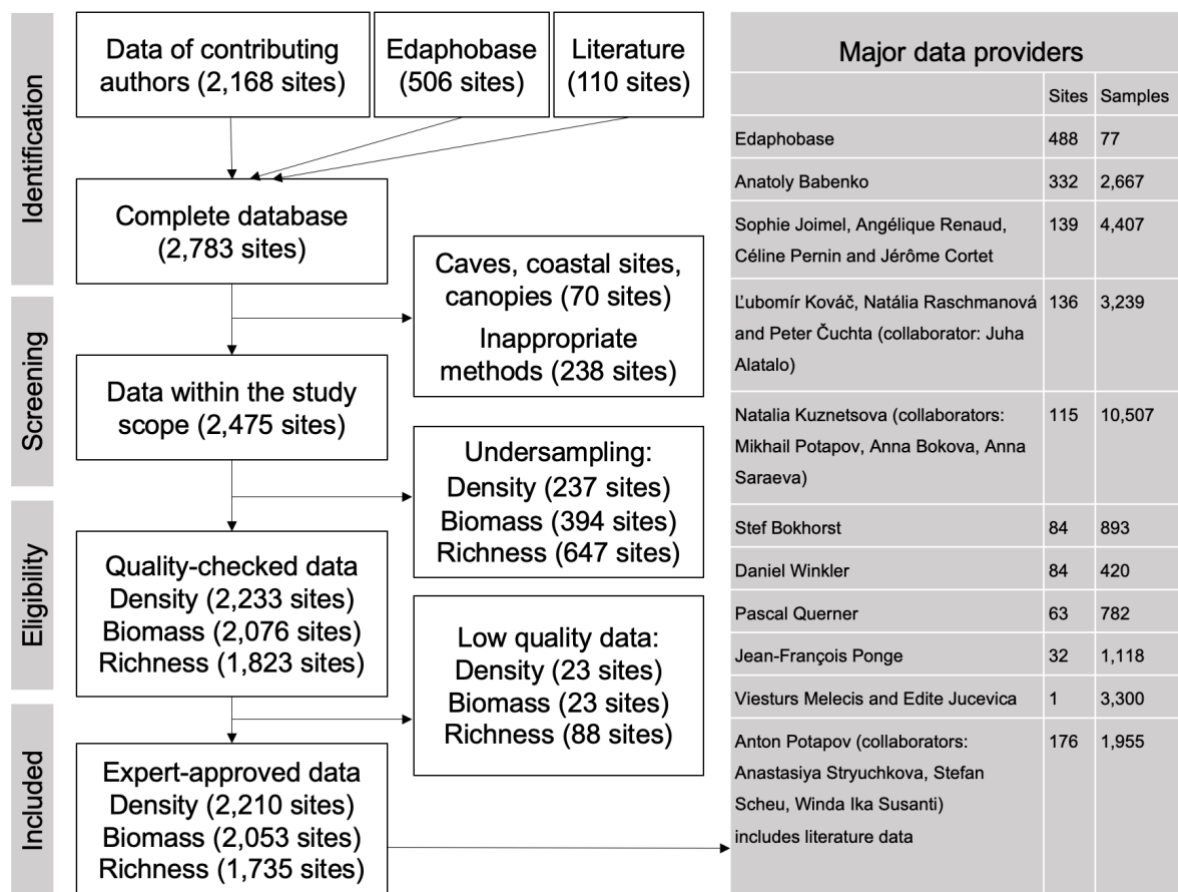 Identification
Data of contributing
authors (2,168 sites)
Edaphobase
(506 sites)
Literature
(110 sites)
Complete database
(2,783 sites)
Caves, coastal sites,
canopies (70 sites)
Inappropriate
methods (238 sites)
Screening
Data within the study
scope (2,475 sites)
Undersampling:
Density (237 sites)
Biomass (394 sites)
Richness (647 sites)
Eligibility
Quality-checked data
Density (2,233 sites)
Biomass (2,076 sites)
Richness (1,823 sites)
Low quality data:
Density (23 sites)
Biomass (23 sites)
Richness (88 sites)
Included
Expert-approved data
Density (2,210 sites)
Biomass (2,053 sites)
Richness (1,735 sites)
Major data providers
Sites Samples
Edaphobase 488 77
Anatoly Babenko 332 2,667
Sophie Joimel, Angélique Renaud, 139 4,407
Céline Pernin and Jérôme Cortet
Ľubomír Kováč, Natália Raschmanová 136 3,239
and Peter Čuchta (collaborator: Juha
Alatalo)
Natalia Kuznetsova (collaborators: 115 10,507
Mikhail Potapov, Anna Bokova, Anna
Saraeva)
Stef Bokhorst 84 893
Daniel Winkler 84 420
Pascal Querner 63 782
Jean-François Ponge 32 1,118
Viesturs Melecis and Edite Jucevica 1 3,300
Anton Potapov (collaborators: 176 1,955
Anastasiya Stryuchkova, Stefan
Scheu, Winda Ika Susanti)
includes literature data